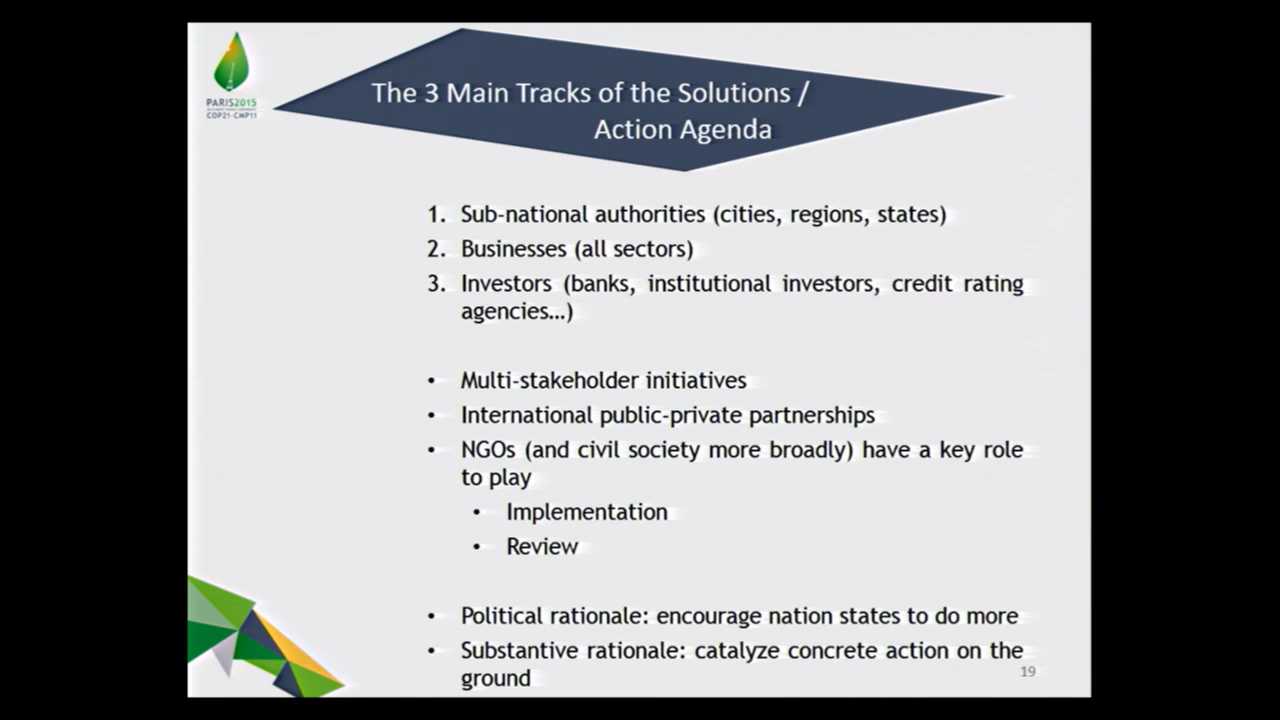 PARIS2015
COP21-CMP11
The 3 Main Tracks of the Solutions /
Action Agenda
1. Sub-national authorities (cities, regions, states)
2. Businesses (all sectors)
3. Investors (banks, institutional investors, credit rating
agencies…)
• Multi-stakeholder initiatives
• International public-private partnerships
• NGOs (and civil society more broadly) have a key role
to play
• Implementation
• Review
• Political rationale: encourage nation states to do more
• Substantive rationale: catalyze concrete action on the
ground
19